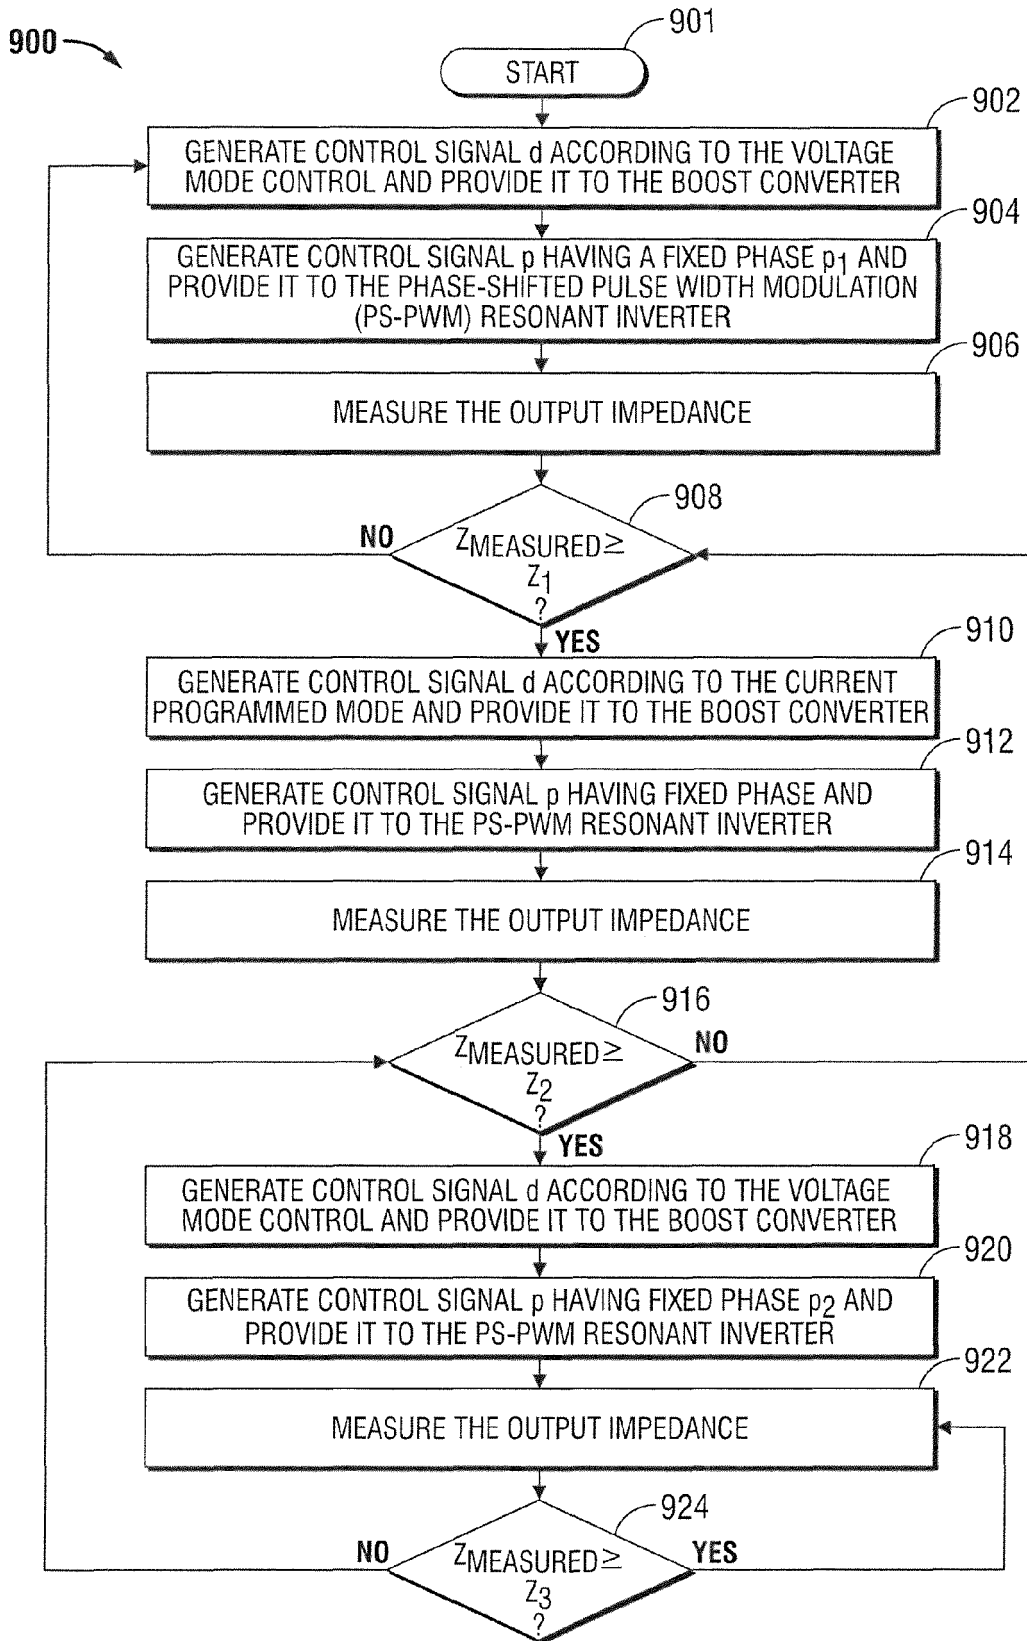 900
901
START
902
GENERATE CONTROL SIGNAL d ACCORDING TO THE VOLTAGE
MODE CONTROL AND PROVIDE IT TO THE BOOST CONVERTER
904
GENERATE CONTROL SIGNAL p HAVING A FIXED PHASE p1 AND
PROVIDE IT TO THE PHASE-SHIFTED PULSE WIDTH MODULATION
(PS-PWM) RESONANT INVERTER
906
MEASURE THE OUTPUT IMPEDANCE
908
NO
ZMEASURED ≥
Z1
?
YES
910
GENERATE CONTROL SIGNAL d ACCORDING TO THE CURRENT
PROGRAMMED MODE AND PROVIDE IT TO THE BOOST CONVERTER
912
GENERATE CONTROL SIGNAL p HAVING FIXED PHASE AND
PROVIDE IT TO THE PS-PWM RESONANT INVERTER
914
MEASURE THE OUTPUT IMPEDANCE
916
ZMEASURED ≥
NO
Z2
?
YES
918
GENERATE CONTROL SIGNAL d ACCORDING TO THE VOLTAGE
MODE CONTROL AND PROVIDE IT TO THE BOOST CONVERTER
920
GENERATE CONTROL SIGNAL p HAVING FIXED PHASE p2 AND
PROVIDE IT TO THE PS-PWM RESONANT INVERTER
922
MEASURE THE OUTPUT IMPEDANCE
924
NO
ZMEASURED ≥
YES
Z3
?